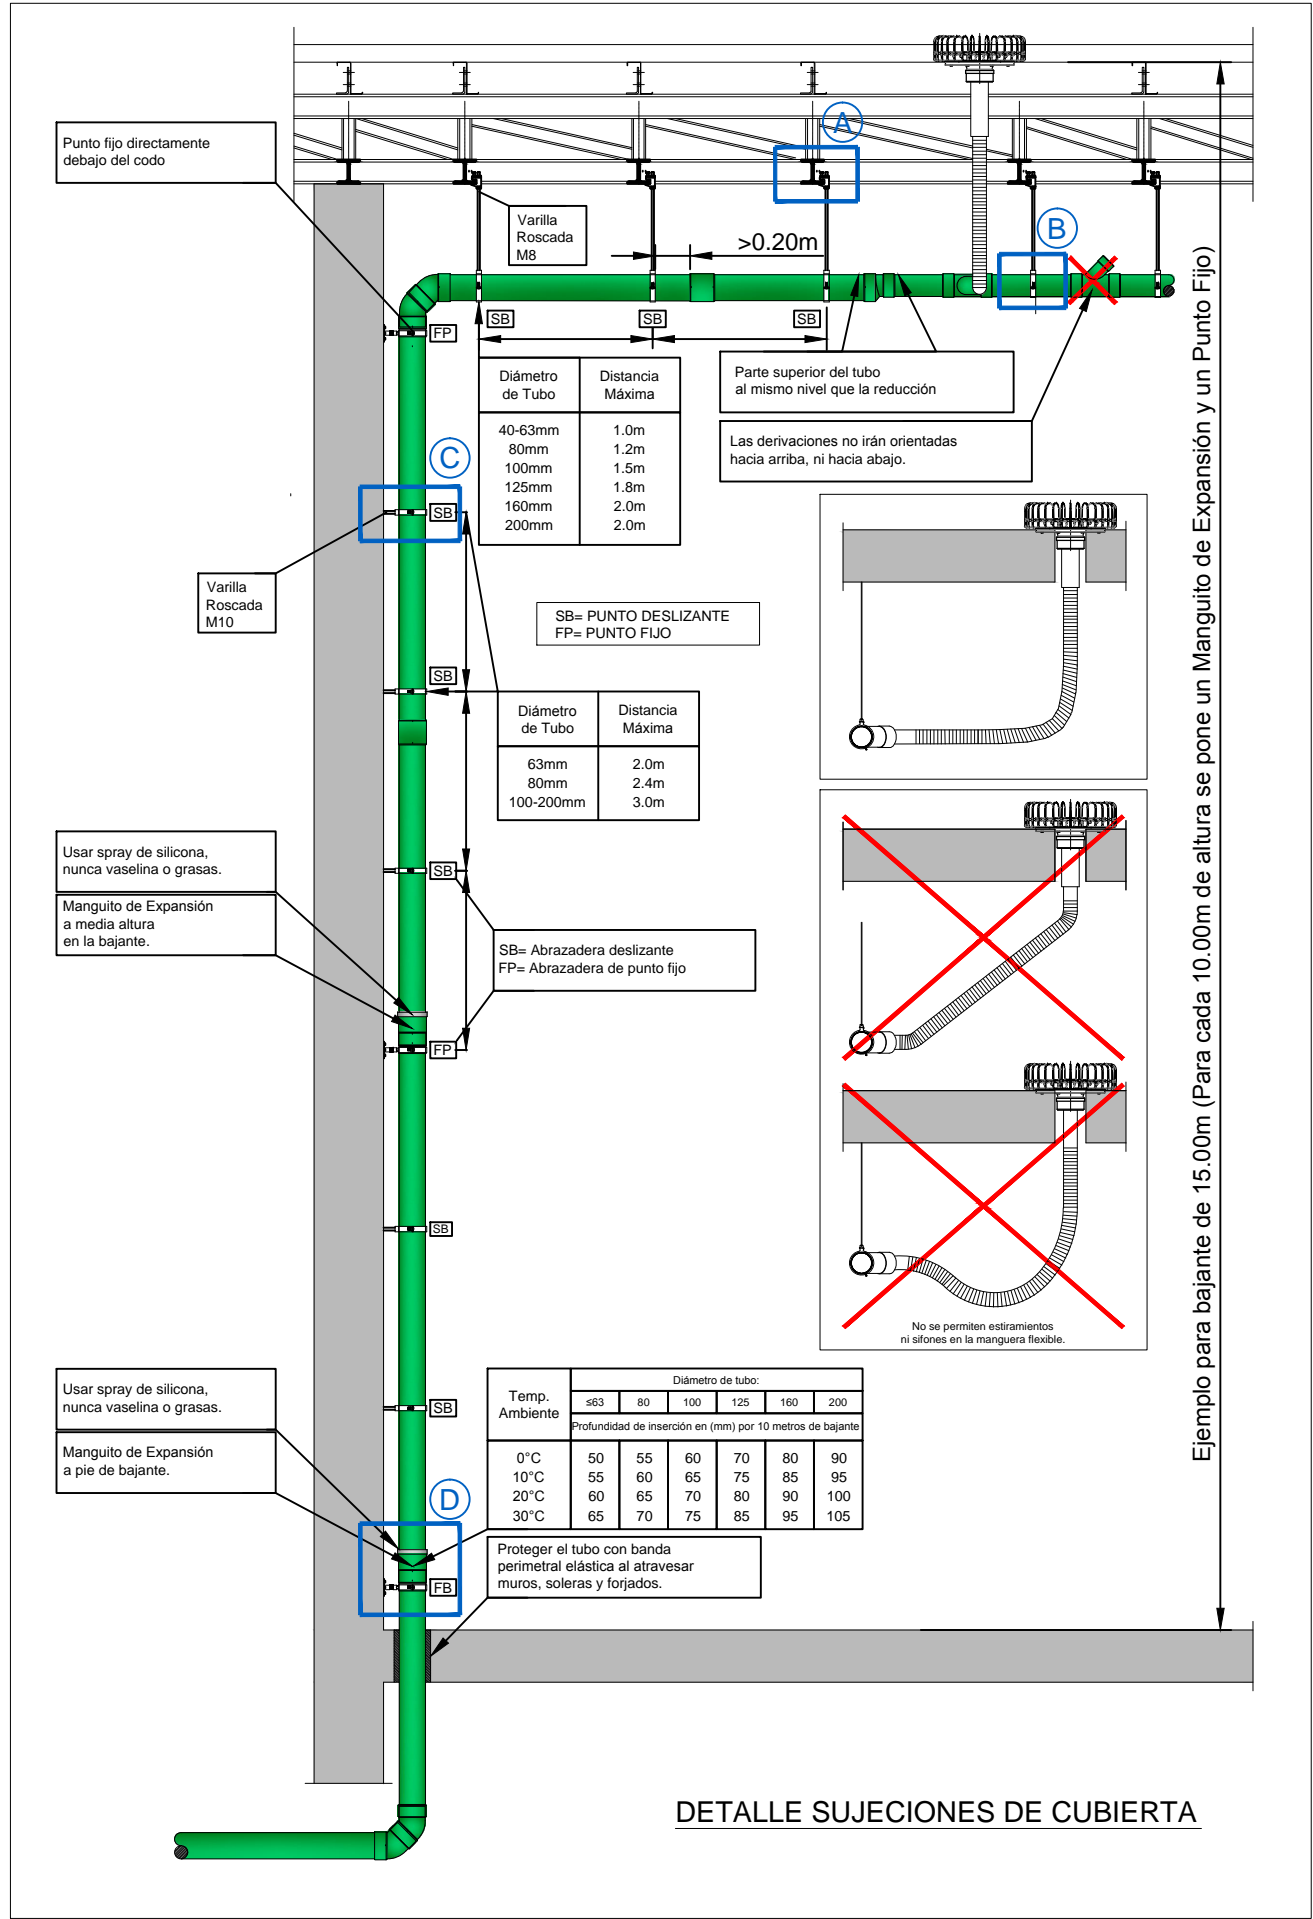 Punto fijo directamente
debajo del codo
A
B
Varilla
Roscada
M8
>0.20m
SB
SB
SB
FP
Diámetro
de Tubo
Distancia
Máxima
40-63mm 1.0m
80mm 1.2m
100mm 1.5m
125mm 1.8m
160mm 2.0m
200mm 2.0m
Parte superior del tubo
al mismo nivel que la reducción
Las derivaciones no irán orientadas
hacia arriba, ni hacia abajo.
C
SB
Varilla
Roscada
M10
SB= PUNTO DESLIZANTE
FP= PUNTO FIJO
SB
Diámetro
de Tubo
Distancia
Máxima
63mm 2.0m
80mm 2.4m
100-200mm 3.0m
Usar spray de silicona,
nunca vaselina o grasas.
Manguito de Expansión
a media altura
en la bajante.
SB
SB= Abrazadera deslizante
FP= Abrazadera de punto fijo
FP
SB
No se permiten estiramientos
ni sifones en la manguera flexible.
Usar spray de silicona,
nunca vaselina o grasas.
Manguito de Expansión
a pie de bajante.
SB
D
Temp.
Ambiente
Diámetro de tubo:
≤63 80 100 125 160 200
Profundidad de inserción en (mm) por 10 metros de bajante
0°C 50 55 60 70 80 90
10°C 55 60 65 75 85 95
20°C 60 65 70 80 90 100
30°C 65 70 75 85 95 105
Proteger el tubo con banda
perimetral elástica al atravesar
muros, soleras y forjados.
FB
Ejemplo para bajante de 15.00m (Para cada 10.00m de altura se pone un Manguito de Expansión y un Punto Fijo)
DETALLE SUJECIONES DE CUBIERTA